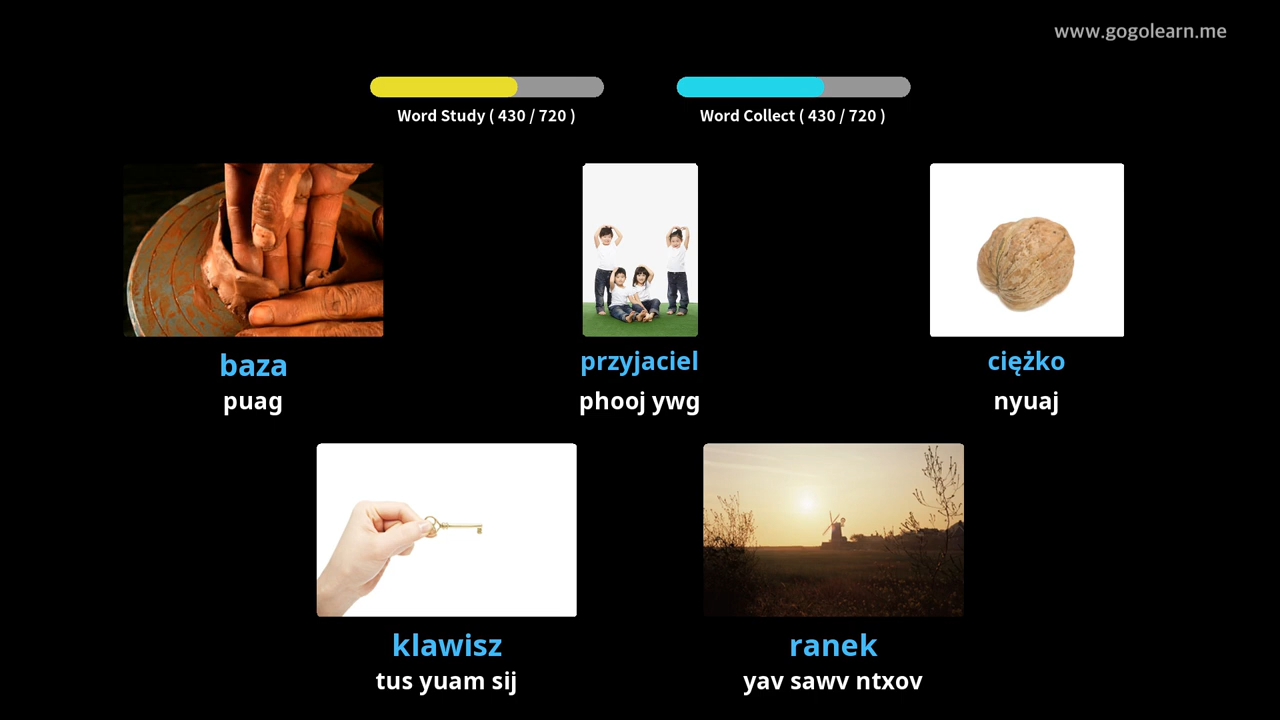 www.gogolearn.me
Word Study ( 430 / 720 )
Word Collect ( 430 / 720 )
baza
puag
przyjaciel
phooj ywg
ciężko
nyuaj
klawisz
tus yuam sij
ranek
yav sawv ntxov